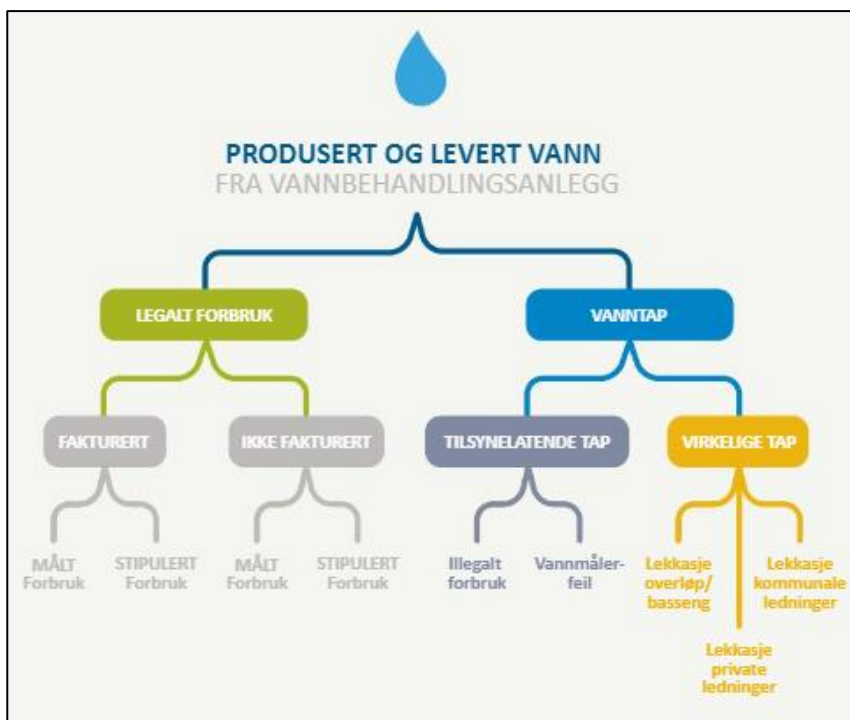 PRODUSERT OG LEVERT VANN
FRA VANNBEHANDLINGSANLEGG
LEGALT FORBRUK
VANNTAP
FAKTURERT
IKKE FAKTURERT
TILSYNELATENDE TAP
VIRKELIGE TAP
MÅLT
Forbruk
STIPULERT
Forbruk
MÅLT
Forbruk
STIPULERT
Forbruk
Illegalt
forbruk
Vannmåler-
feil
Lekkasje
overløp/
basseng
Lekkasje
kommunale
ledninger
Lekkasje
private
ledninger